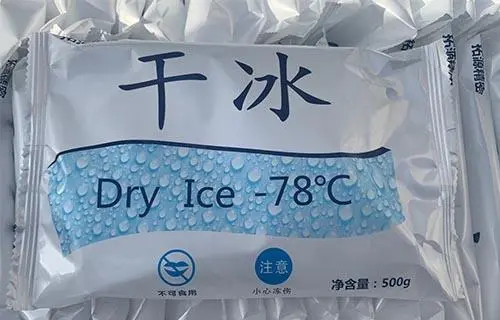 干冰
Dry Ice -78℃
注意
不可食用
小心冻伤
净含量：500g